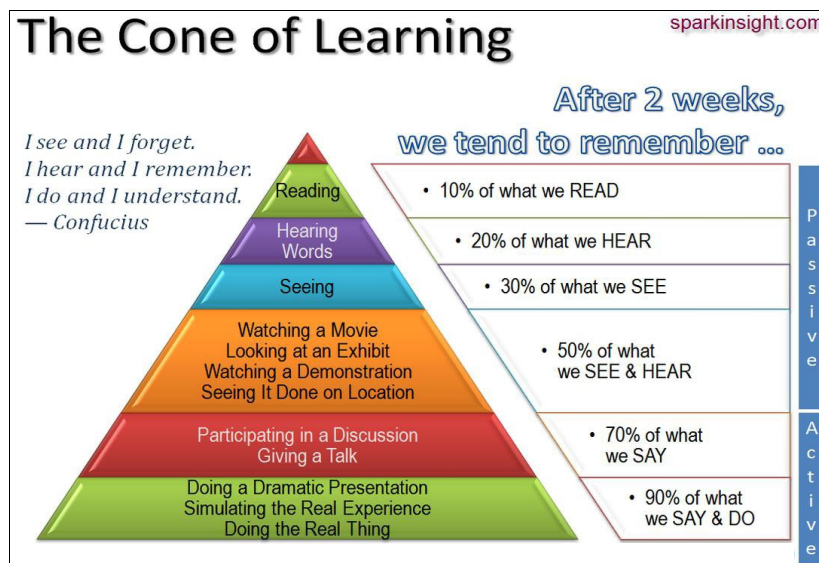 The Cone of Learning
sparkinsight.com
After 2 weeks,
we tend to remember ...
I see and I forget.
I hear and I remember.
I do and I understand.
— Confucius
Reading
• 10% of what we READ
Hearing
Words
• 20% of what we HEAR
Seeing
• 30% of what we SEE
Watching a Movie
Looking at an Exhibit
Watching a Demonstration
Seeing It Done on Location
• 50% of what
we SEE & HEAR
Participating in a Discussion
Giving a Talk
• 70% of what
we SAY
Doing a Dramatic Presentation
Simulating the Real Experience
Doing the Real Thing
• 90% of what
we SAY & DO
Passive
Active